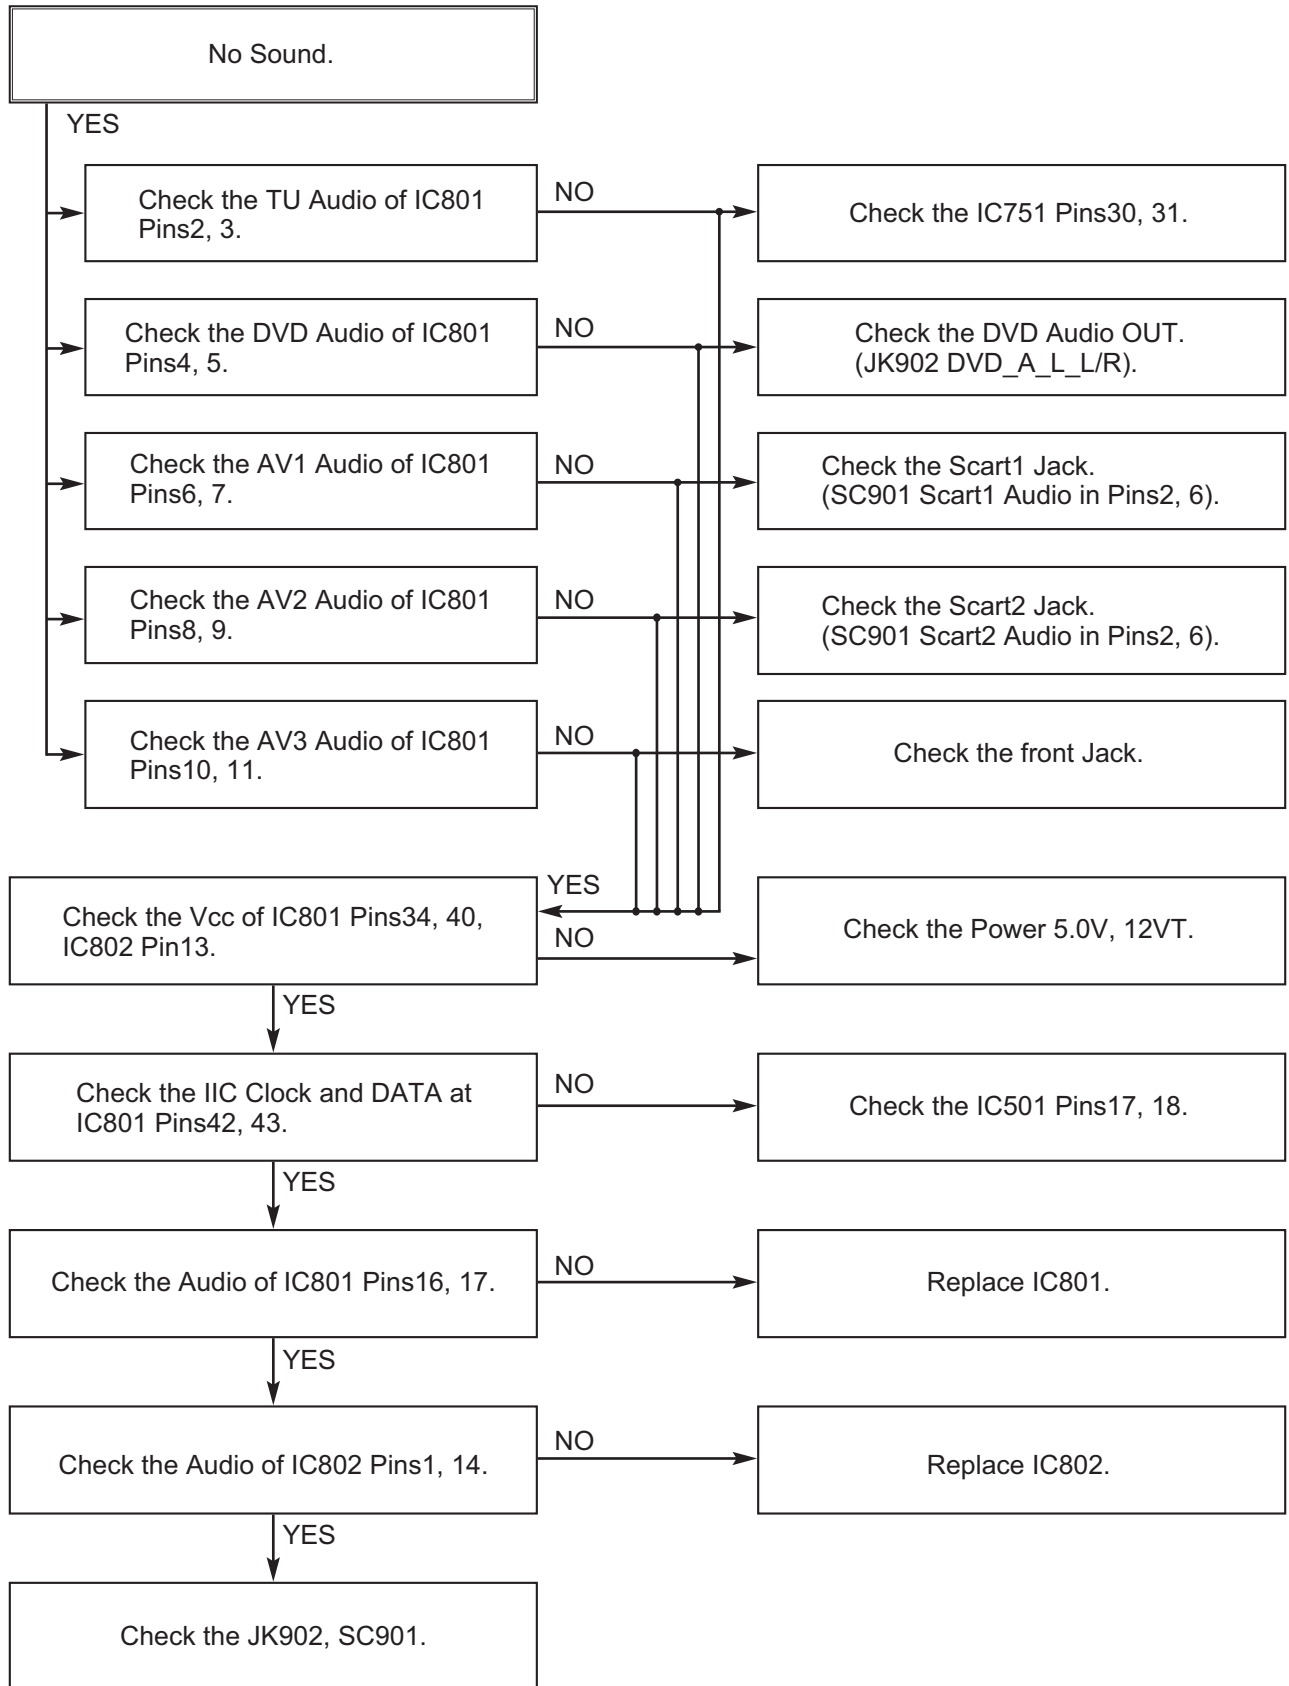 No Sound.
YES
Check the TU Audio of IC801
Pins2, 3.
NO
Check the IC751 Pins30, 31.
Check the DVD Audio of IC801
Pins4, 5.
NO
Check the DVD Audio OUT.
(JK902 DVD_A_L_L/R).
Check the AV1 Audio of IC801
Pins6, 7.
NO
Check the Scart1 Jack.
(SC901 Scart1 Audio in Pins2, 6).
Check the AV2 Audio of IC801
Pins8, 9.
NO
Check the Scart2 Jack.
(SC901 Scart2 Audio in Pins2, 6).
Check the AV3 Audio of IC801
Pins10, 11.
NO
Check the front Jack.
YES
Check the Vcc of IC801 Pins34, 40,
IC802 Pin13.
NO
Check the Power 5.0V, 12VT.
YES
Check the IIC Clock and DATA at
IC801 Pins42, 43.
NO
Check the IC501 Pins17, 18.
YES
Check the Audio of IC801 Pins16, 17.
NO
Replace IC801.
YES
Check the Audio of IC802 Pins1, 14.
NO
Replace IC802.
YES
Check the JK902, SC901.